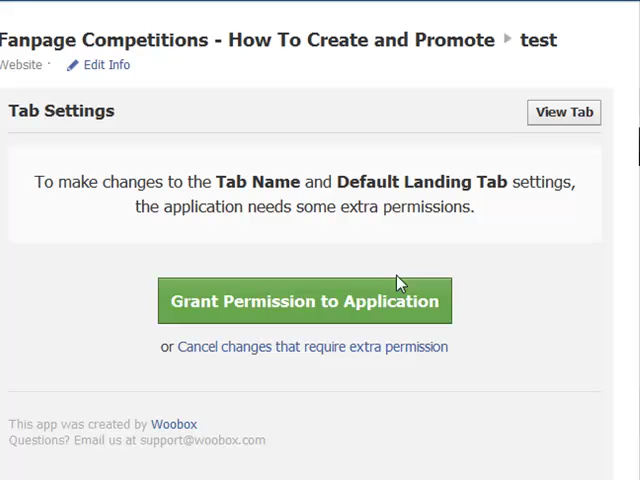 Fanpage Competitions - How To Create and Promote ▸ test
Website · Edit Info
Tab Settings
View Tab
To make changes to the Tab Name and Default Landing Tab settings,
the application needs some extra permissions.
Grant Permission to Application
or Cancel changes that require extra permission
This app was created by Woobox
Questions? Email us at support@woobox.com